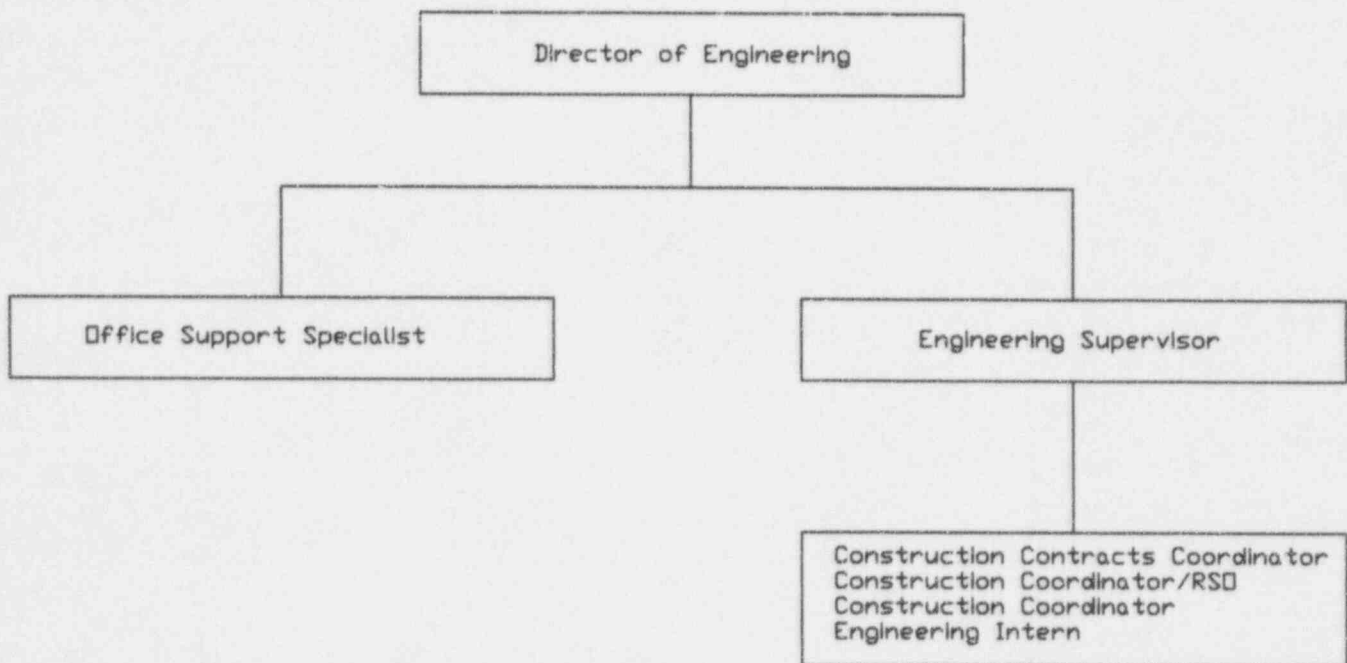 Director of Engineering
Office Support Specialist
Engineering Supervisor
Construction Contracts Coordinator
Construction Coordinator/RSO
Construction Coordinator
Engineering Intern